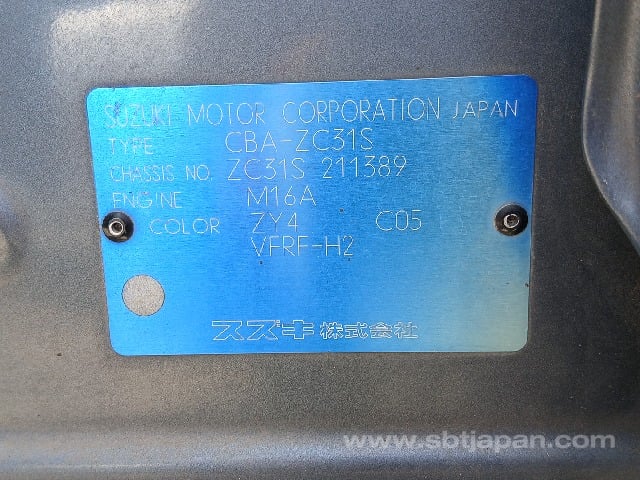 SUZUKI MOTOR CORPORATION JAPAN
TYPE CBA-ZC31S
CHASSIS NO. ZC31S 211389
ENGINE M16A
COLOR ZY4 C05
VFRF-H2
スズキ株式会社
www.sbtjapan.com